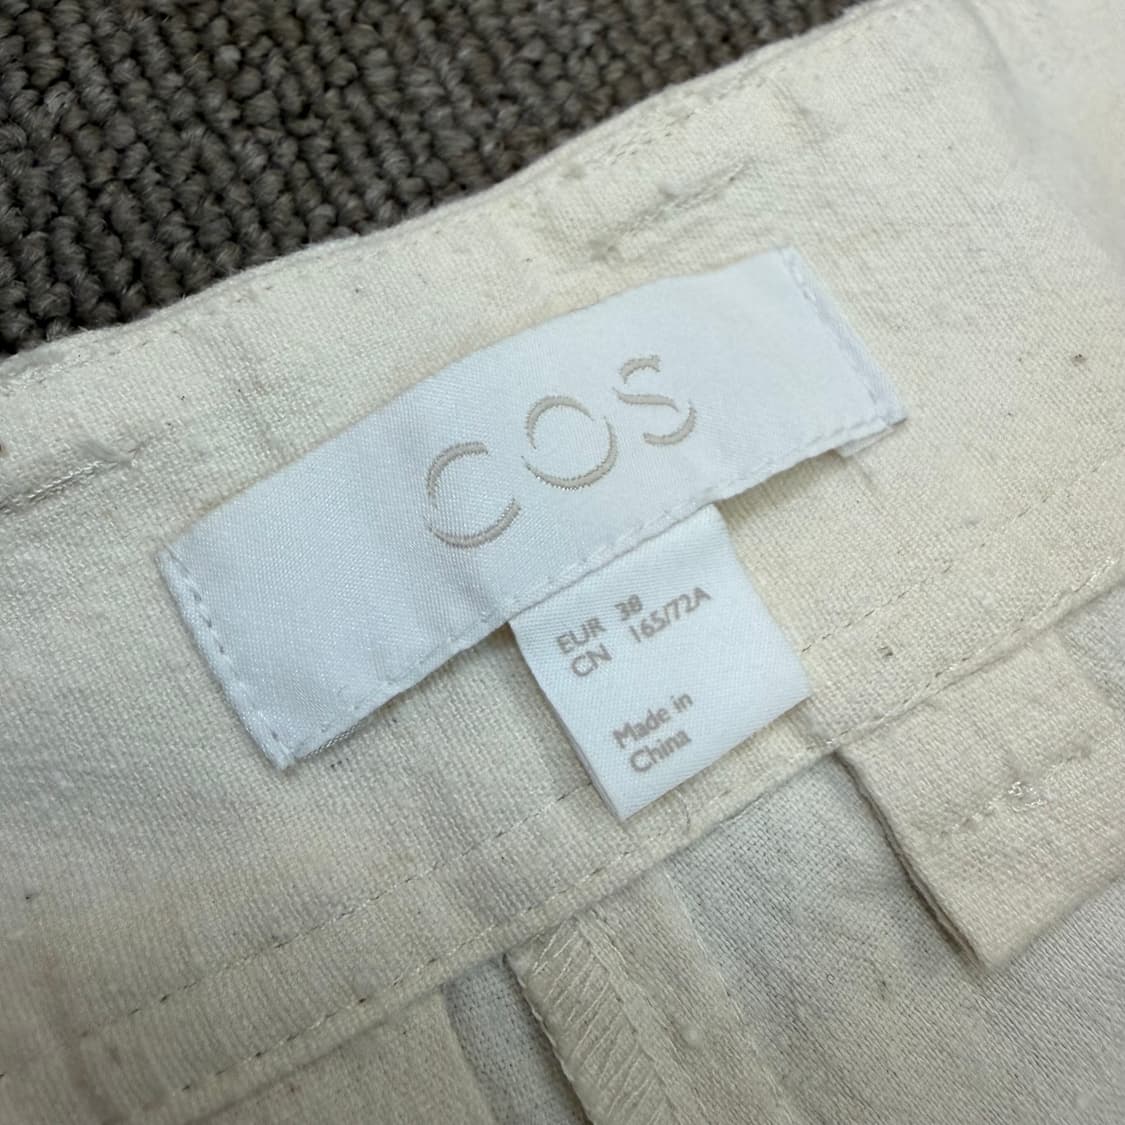 COS
EUR 38
CN 165/72A
Made in
China